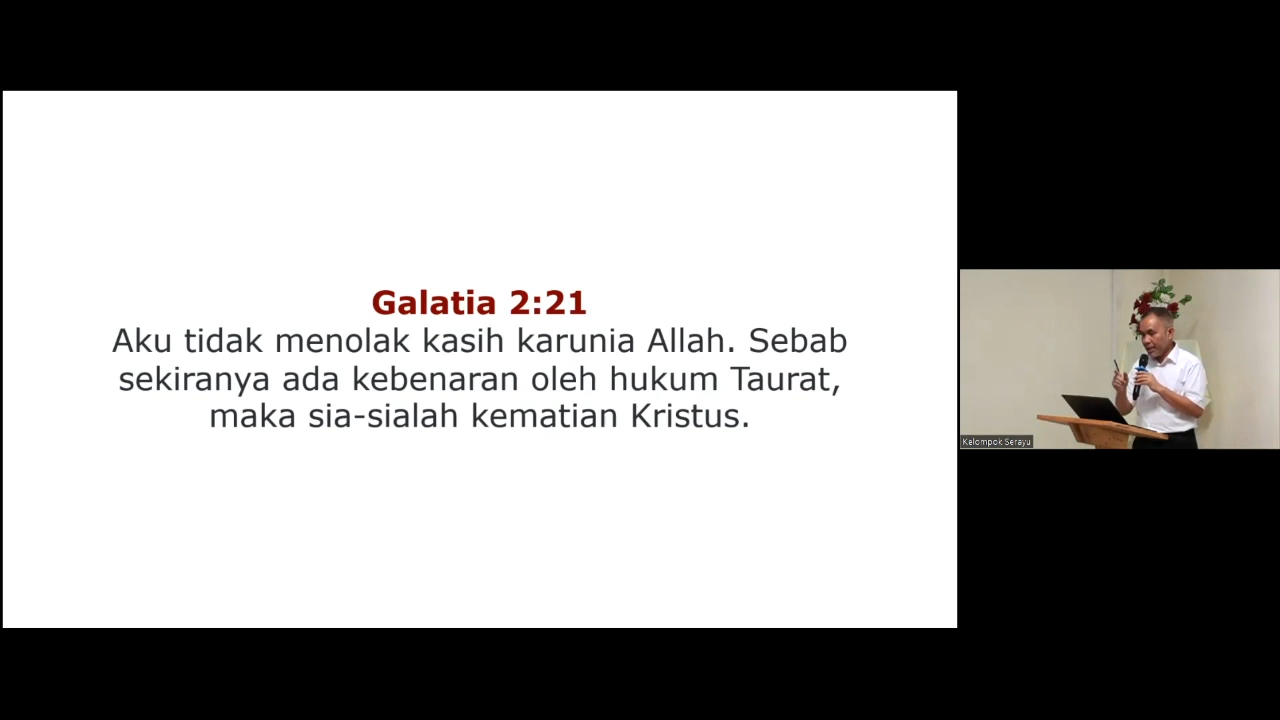 Galatia 2:21
Aku tidak menolak kasih karunia Allah. Sebab
sekiranya ada kebenaran oleh hukum Taurat,
maka sia-sialah kematian Kristus.
Kelompok Serayu